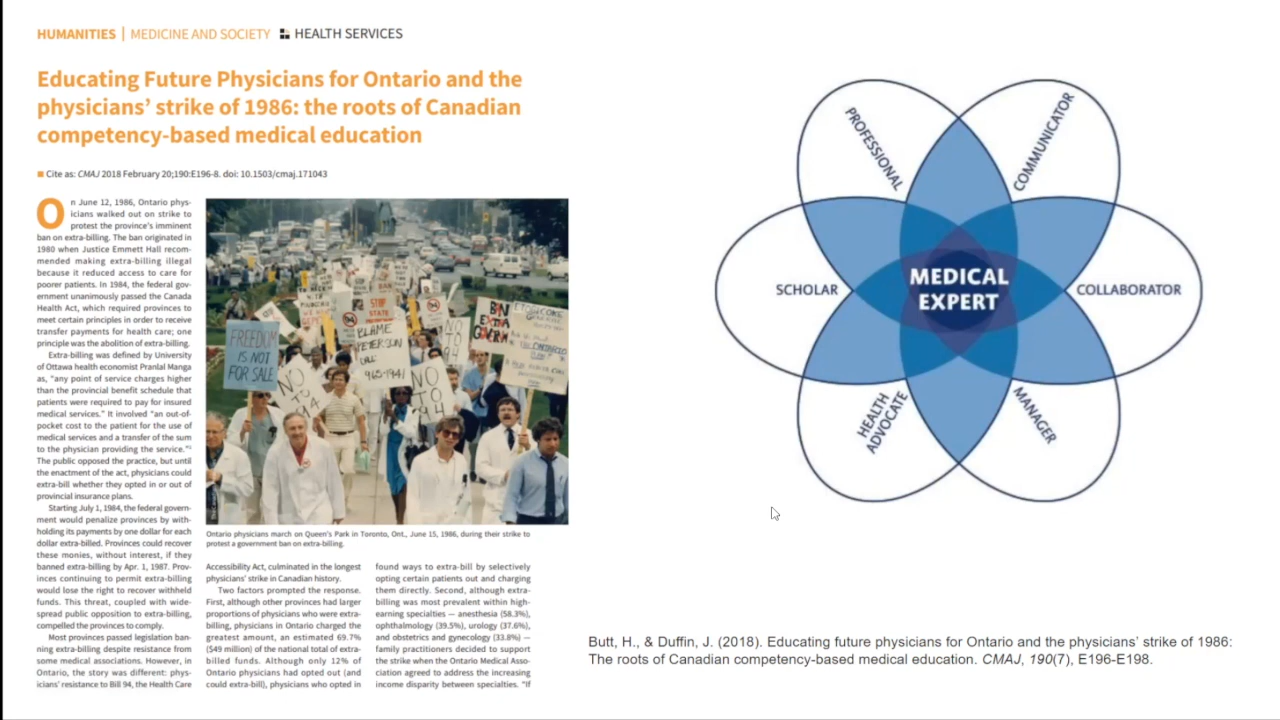 HUMANITIES | MEDICINE AND SOCIETY HEALTH SERVICES
Educating Future Physicians for Ontario and the
physicians' strike of 1986: the roots of Canadian
competency-based medical education
Cite as: CMAJ 2018 February 20;190:E196-8. doi: 10.1503/cmaj.171043
On June 12, 1986, Ontario phys-
icians walked out on strike to
protest the province's imminent
ban on extra-billing. The ban originated in
1980 when Justice Emmett Hall recom-
mended making extra-billing illegal
because it reduced access to care for
poorer patients. In 1984, the federal gov-
ernment unanimously passed the Canada
Health Act, which required provinces to
meet certain principles in order to receive
transfer payments for health care; one
principle was the abolition of extra-billing.
Extra-billing was defined by University
of Ottawa health economist Pranlal Manga
as, "any point of service charges higher
than the provincial benefit schedule that
patients were required to pay for insured
medical services." It involved "an out-of-
pocket cost to the patient for the use of
medical services and a transfer of the sum
to the physician providing the service."¹
The public opposed the practice, but until
the enactment of the act, physicians could
extra-bill whether they opted in or out of
provincial insurance plans.
Starting July 1, 1984, the federal govern-
ment would penalize provinces by with-
holding its payments by one dollar for each
dollar extra-billed. Provinces could recover
these monies, without interest, if they
banned extra-billing by Apr. 1, 1987. Prov-
inces continuing to permit extra-billing
would lose the right to recover withheld
funds. This threat, coupled with wide-
spread public opposition to extra-billing,
compelled the provinces to comply.
Most provinces passed legislation ban-
ning extra-billing despite resistance from
some medical associations. However, in
Ontario, the story was different: phys-
icians' resistance to Bill 94, the Health Care
FREEDOM
IS NOT
FOR SALE
NO
TO
94
STOP
STATE
BLAME
PETERSON
CALL
965-1941
NO
TO
94
NO
TO
94
BAN
EXTRA
GOVERN
Ontario physicians march on Queen's Park in Toronto, Ont., June 15, 1986, during their strike to
protest a government ban on extra-billing.
Accessibility Act, culminated in the longest
physicians' strike in Canadian history.
Two factors prompted the response.
First, although other provinces had larger
proportions of physicians who were extra-
billing, physicians in Ontario charged the
greatest amount, an estimated 69.7%
($49 million) of the national total of extra-
billed funds. Although only 12% of
Ontario physicians had opted out (and
could extra-bill), physicians who opted in
found ways to extra-bill by selectively
opting certain patients out and charging
them directly. Second, although extra-
billing was most prevalent within high-
earning specialties — anesthesia (58.3%),
ophthalmology (39.5%), urology (37.6%),
and obstetrics and gynecology (33.8%) —
family practitioners decided to support
the strike when the Ontario Medical Asso-
ciation agreed to address the increasing
income disparity between specialties. "If
PROFESSIONAL
COMMUNICATOR
SCHOLAR
MEDICAL
EXPERT
COLLABORATOR
HEALTH
ADVOCATE
MANAGER
Butt, H., & Duffin, J. (2018). Educating future physicians for Ontario and the physicians' strike of 1986:
The roots of Canadian competency-based medical education. CMAJ, 190(7), E196-E198.